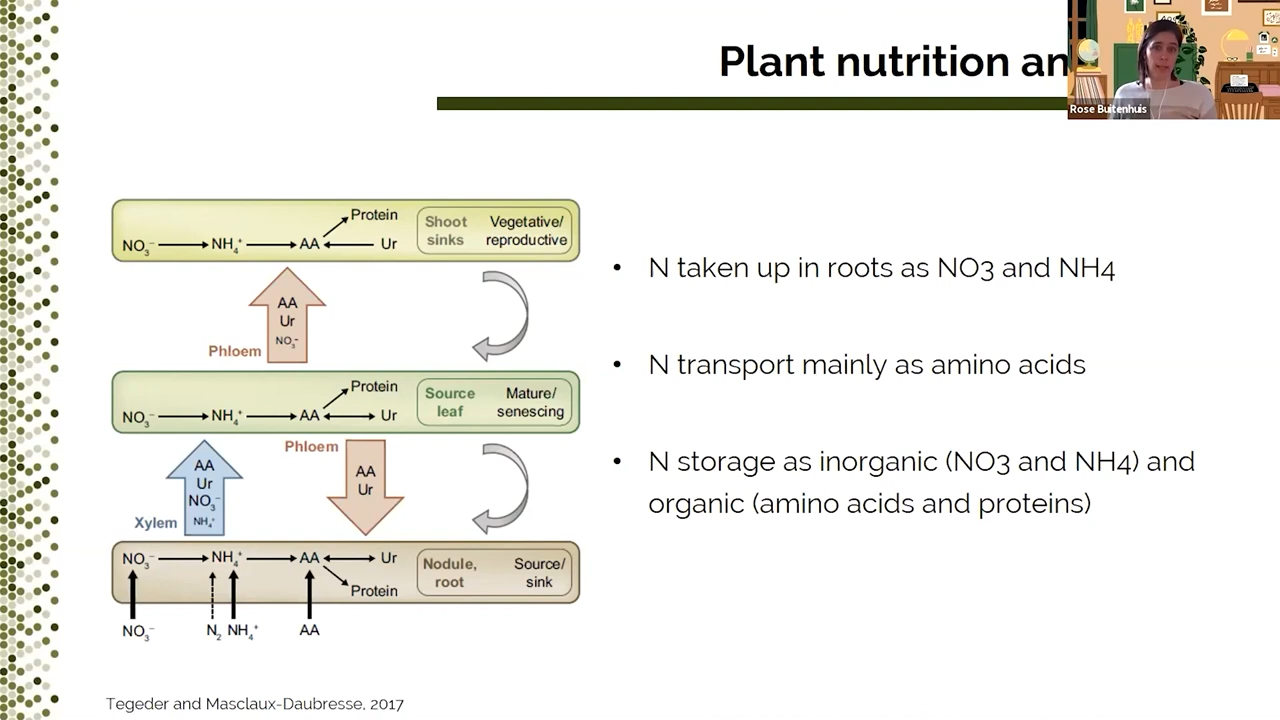 Plant nutrition an
Rose Buitenhuis
NO₃⁻ NH₄⁺ AA Protein Ur
Shoot sinks
Vegetative/ reproductive
AA
Ur
NO₃⁻
Phloem
NO₃⁻ NH₄⁺ AA Protein Ur
Source leaf
Mature/ senescing
Phloem
AA
Ur
AA
Ur
NO₃⁻
NH₄⁺
Xylem
NO₃⁻ NH₄⁺ AA Ur
Protein
Nodule, root
Source/ sink
NO₃⁻ N₂ NH₄⁺ AA
• N taken up in roots as NO3 and NH4
• N transport mainly as amino acids
• N storage as inorganic (NO3 and NH4) and
organic (amino acids and proteins)
Tegeder and Masclaux-Daubresse, 2017